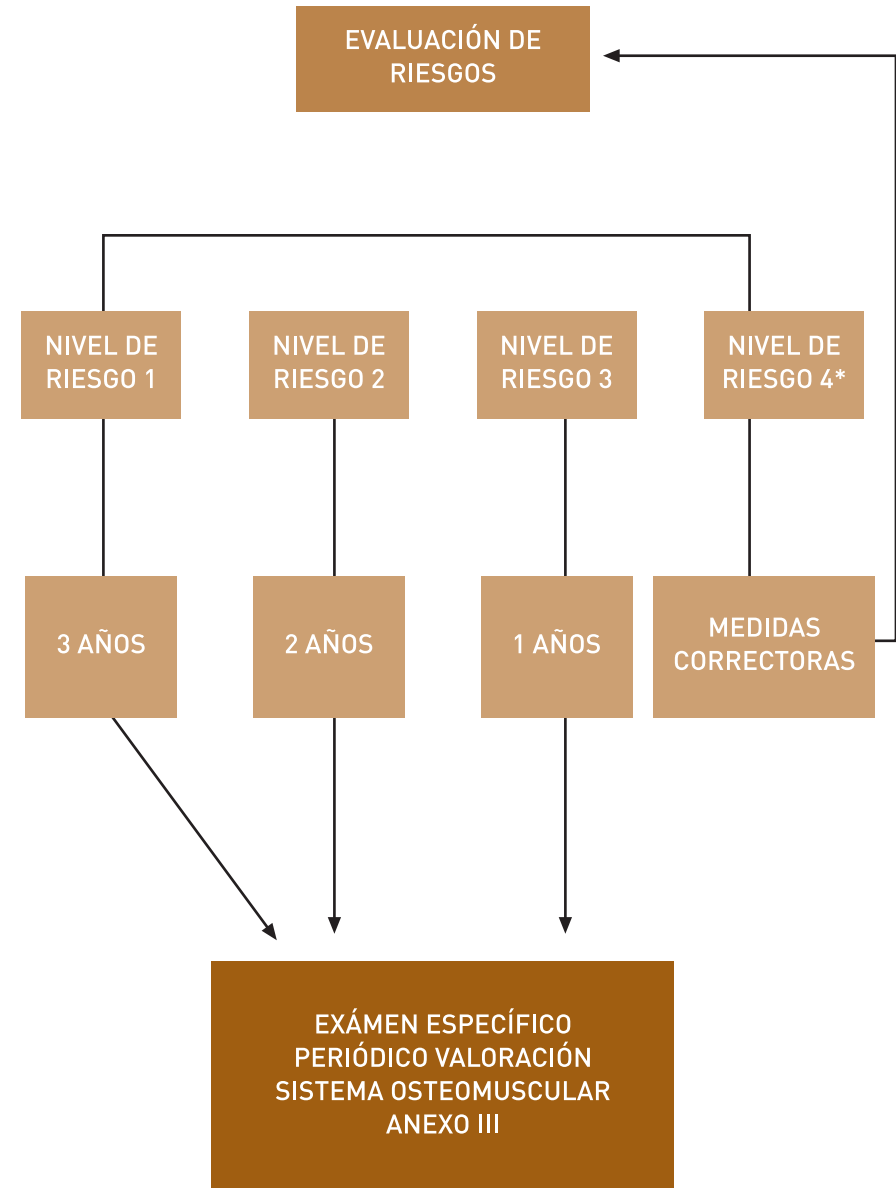 EVALUACIÓN DE
RIESGOS
NIVEL DE
RIESGO 1
NIVEL DE
RIESGO 2
NIVEL DE
RIESGO 3
NIVEL DE
RIESGO 4*
3 AÑOS
2 AÑOS
1 AÑOS
MEDIDAS
CORRECTORAS
EXÁMEN ESPECÍFICO
PERIÓDICO VALORACIÓN
SISTEMA OSTEOMUSCULAR
ANEXO III